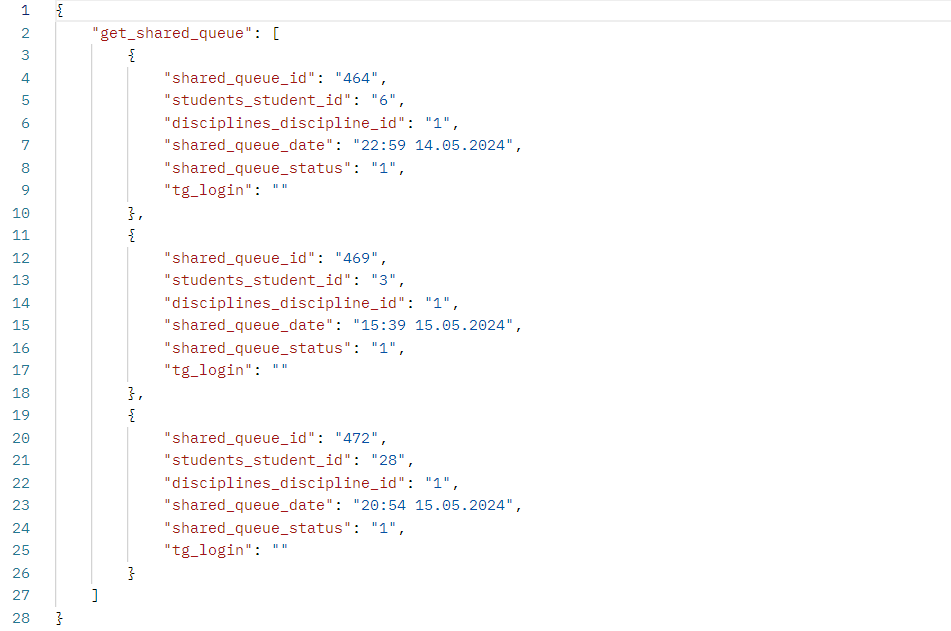 1 {
2 "get_shared_queue": [
3 {
4 "shared_queue_id": "464",
5 "students_student_id": "6",
6 "disciplines_discipline_id": "1",
7 "shared_queue_date": "22:59 14.05.2024",
8 "shared_queue_status": "1",
9 "tg_login": ""
10 },
11 {
12 "shared_queue_id": "469",
13 "students_student_id": "3",
14 "disciplines_discipline_id": "1",
15 "shared_queue_date": "15:39 15.05.2024",
16 "shared_queue_status": "1",
17 "tg_login": ""
18 },
19 {
20 "shared_queue_id": "472",
21 "students_student_id": "28",
22 "disciplines_discipline_id": "1",
23 "shared_queue_date": "20:54 15.05.2024",
24 "shared_queue_status": "1",
25 "tg_login": ""
26 }
27 ]
28 }